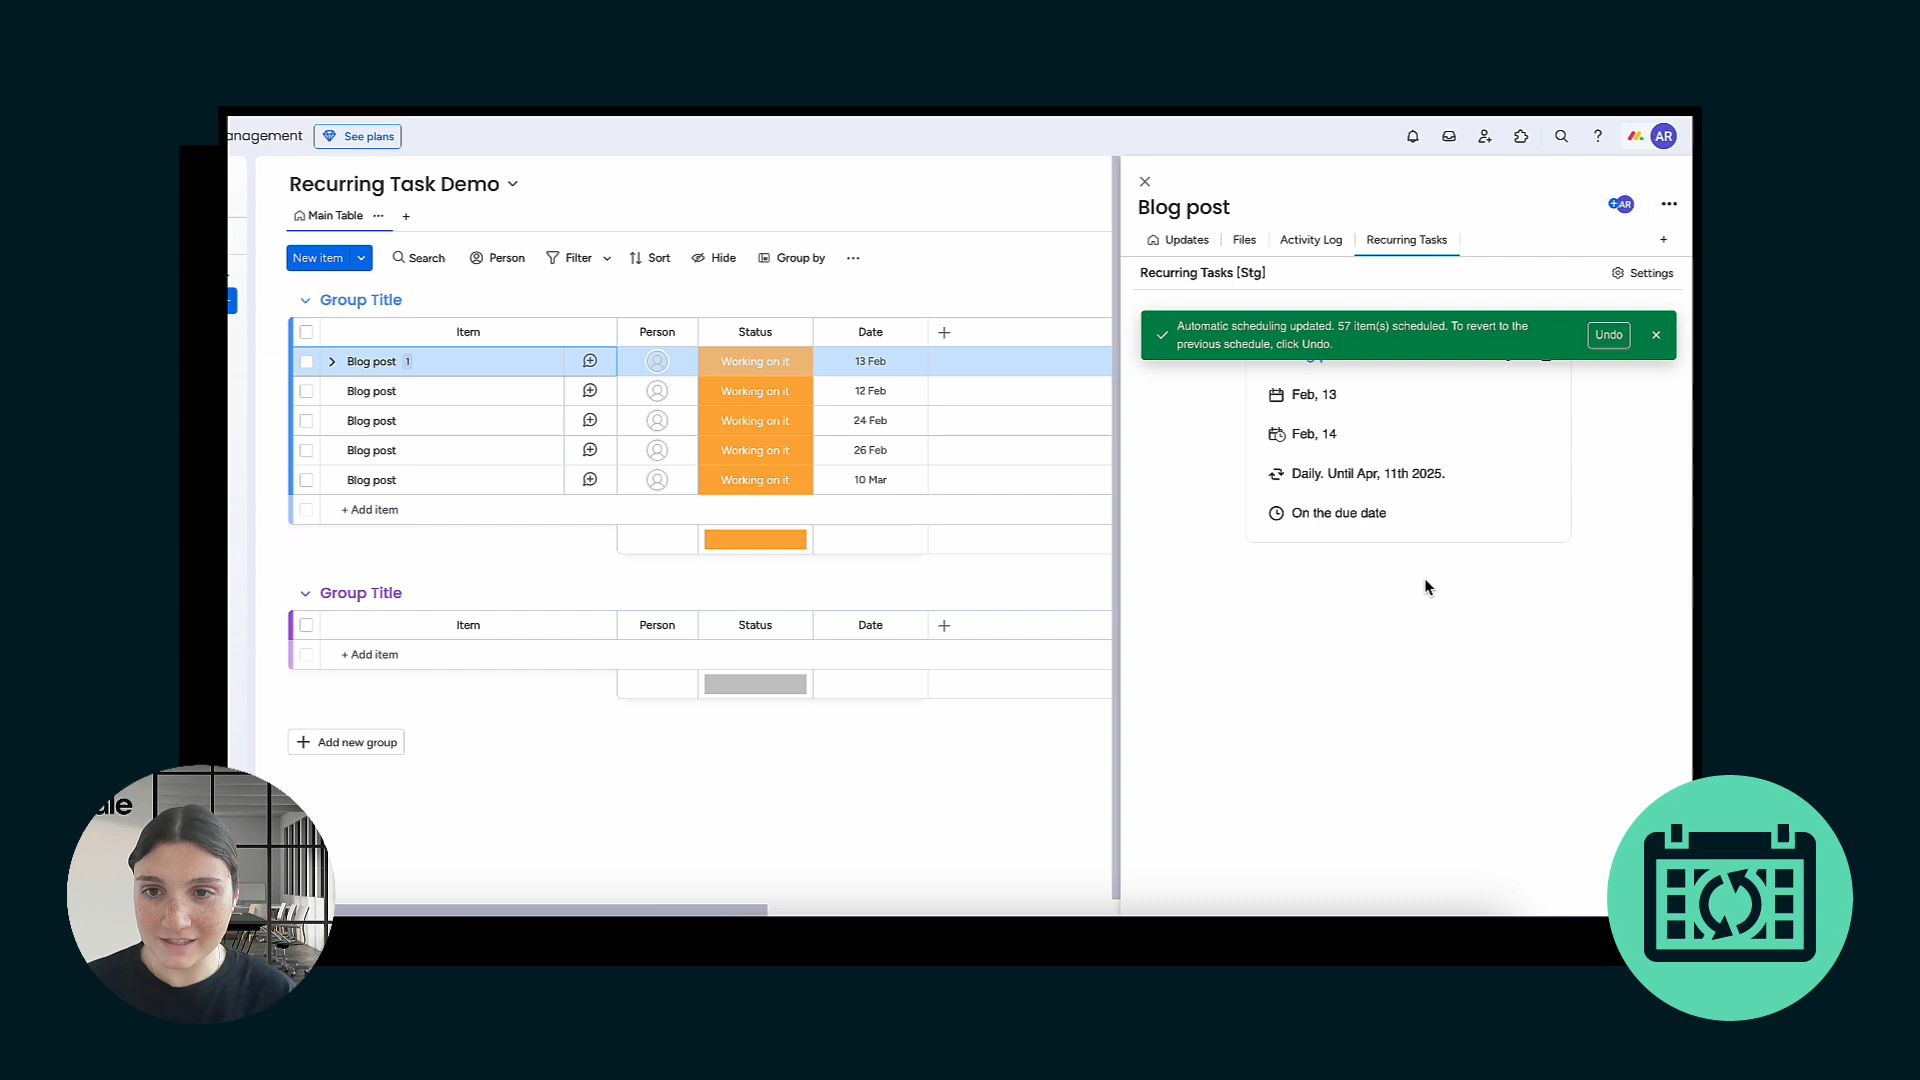 anagement
See plans
AR
Recurring Task Demo
Main Table
New item
Search
Person
Filter
Sort
Hide
Group by
Group Title
Item
Person
Status
Date
Blog post 1
Working on it
13 Feb
Blog post
Working on it
12 Feb
Blog post
Working on it
24 Feb
Blog post
Working on it
26 Feb
Blog post
Working on it
10 Mar
+ Add item
Group Title
Item
Person
Status
Date
+ Add item
Add new group
Blog post
AR
Updates
Files
Activity Log
Recurring Tasks
Recurring Tasks [Stg]
Settings
Automatic scheduling updated. 57 item(s) scheduled. To revert to the
previous schedule, click Undo.
Undo
Feb, 13
Feb, 14
Daily. Until Apr, 11th 2025.
On the due date